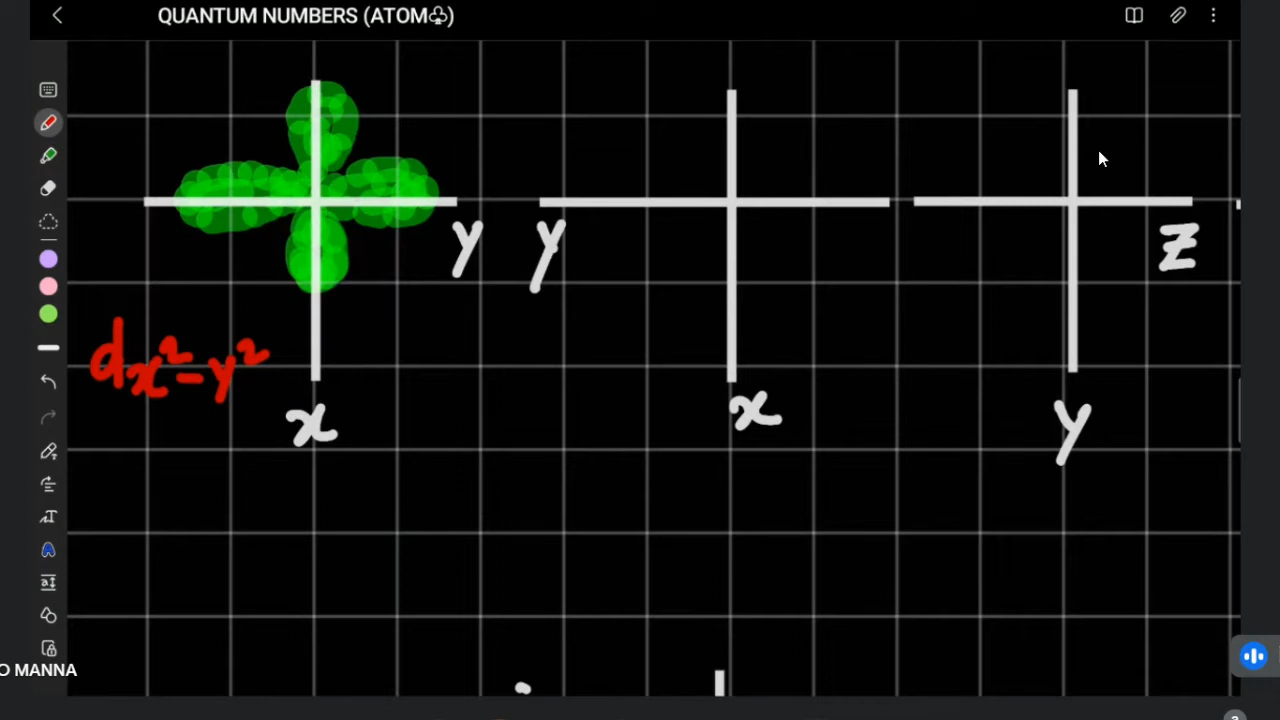 QUANTUM NUMBERS (ATOM♧)
y
y
z
dx²-y²
x
x
y
O MANNA